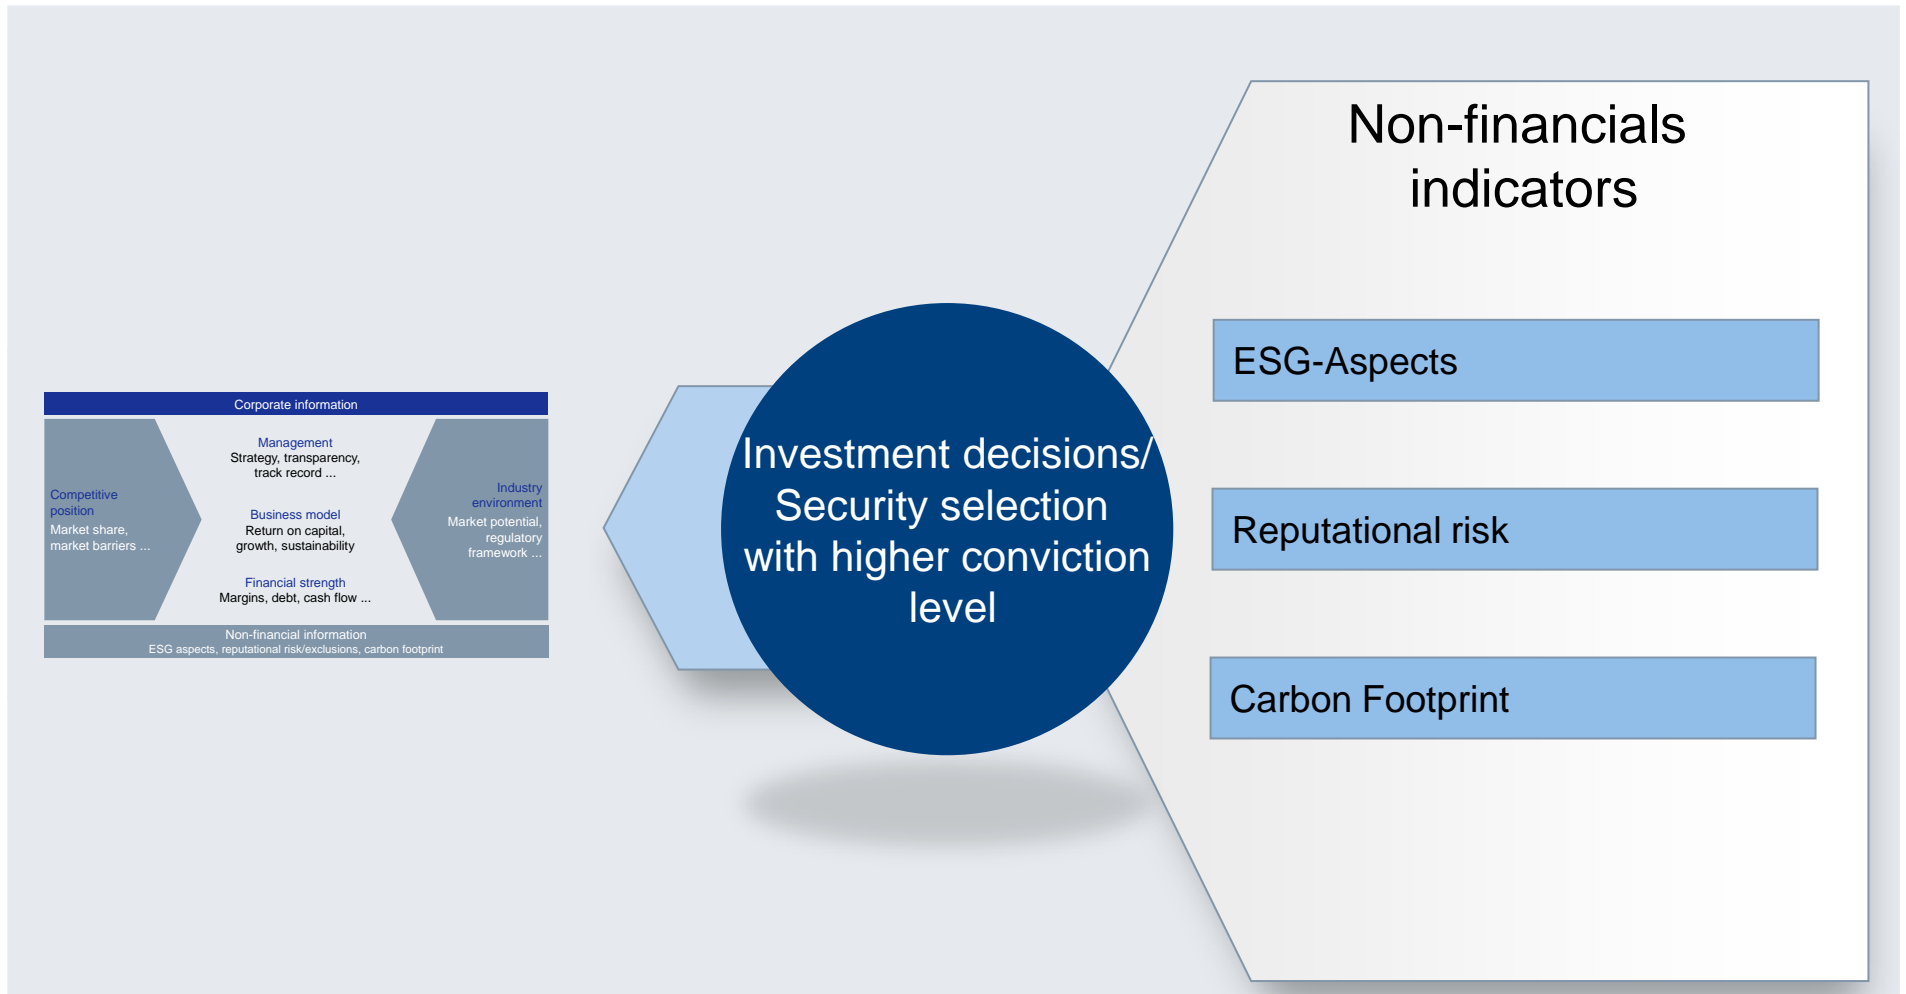 Corporate information
Competitive
position
Market share,
market barriers ...
Management
Strategy, transparency,
track record ...
Business model
Return on capital,
growth, sustainability
Financial strength
Margins, debt, cash flow ...
Industry
environment
Market potential,
regulatory
framework ...
Non-financial information
ESG aspects, reputational risk/exclusions, carbon footprint
Investment decisions/
Security selection
with higher conviction
level
Non-financials
indicators
ESG-Aspects
Reputational risk
Carbon Footprint